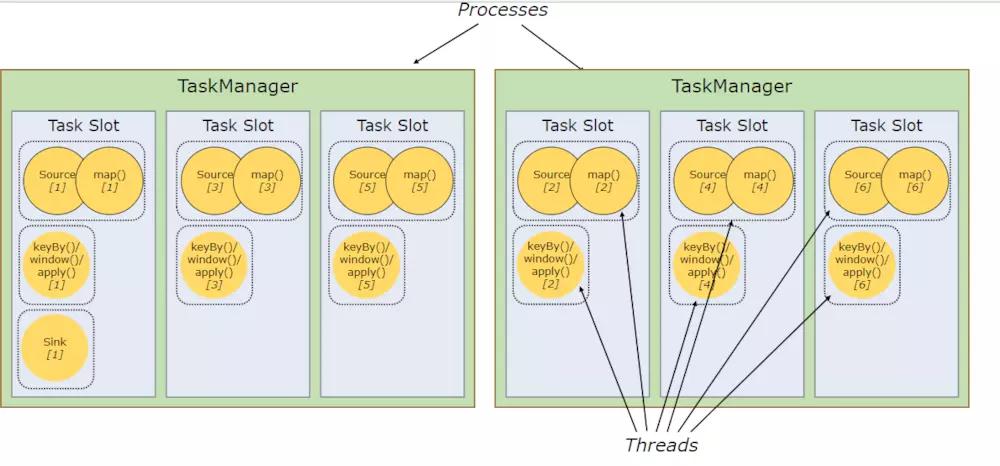 Processes
TaskManager
TaskManager
Task Slot
Task Slot
Task Slot
Task Slot
Task Slot
Task Slot
Source
[1]
map()
[1]
Source
[3]
map()
[3]
Source
[5]
map()
[5]
Source
[2]
map()
[2]
Source
[4]
map()
[4]
Source
[6]
map()
[6]
keyBy()/
window()/
apply()
[1]
keyBy()/
window()/
apply()
[3]
keyBy()/
window()/
apply()
[5]
keyBy()/
window()/
apply()
[2]
keyBy()/
window()/
apply()
[4]
keyBy()/
window()/
apply()
[6]
Sink
[1]
Threads